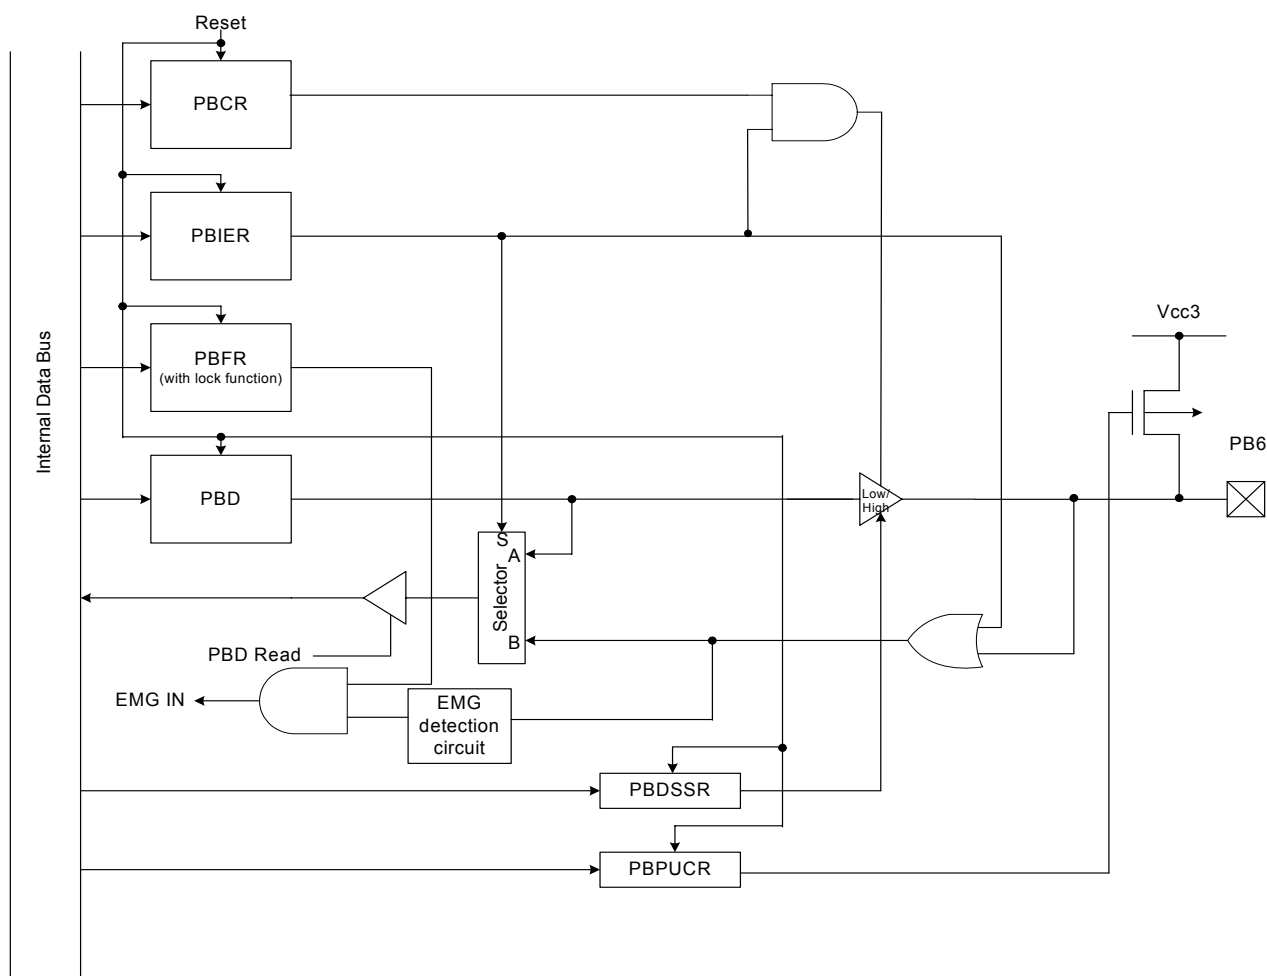 Reset
PBCR
PBIER
Vcc3
PBFR
(with lock function)
Internal Data Bus
PB6
PBD
Low/
High
S
A
Selector
B
PBD Read
EMG IN
EMG
detection
circuit
PBDSSR
PBPUCR